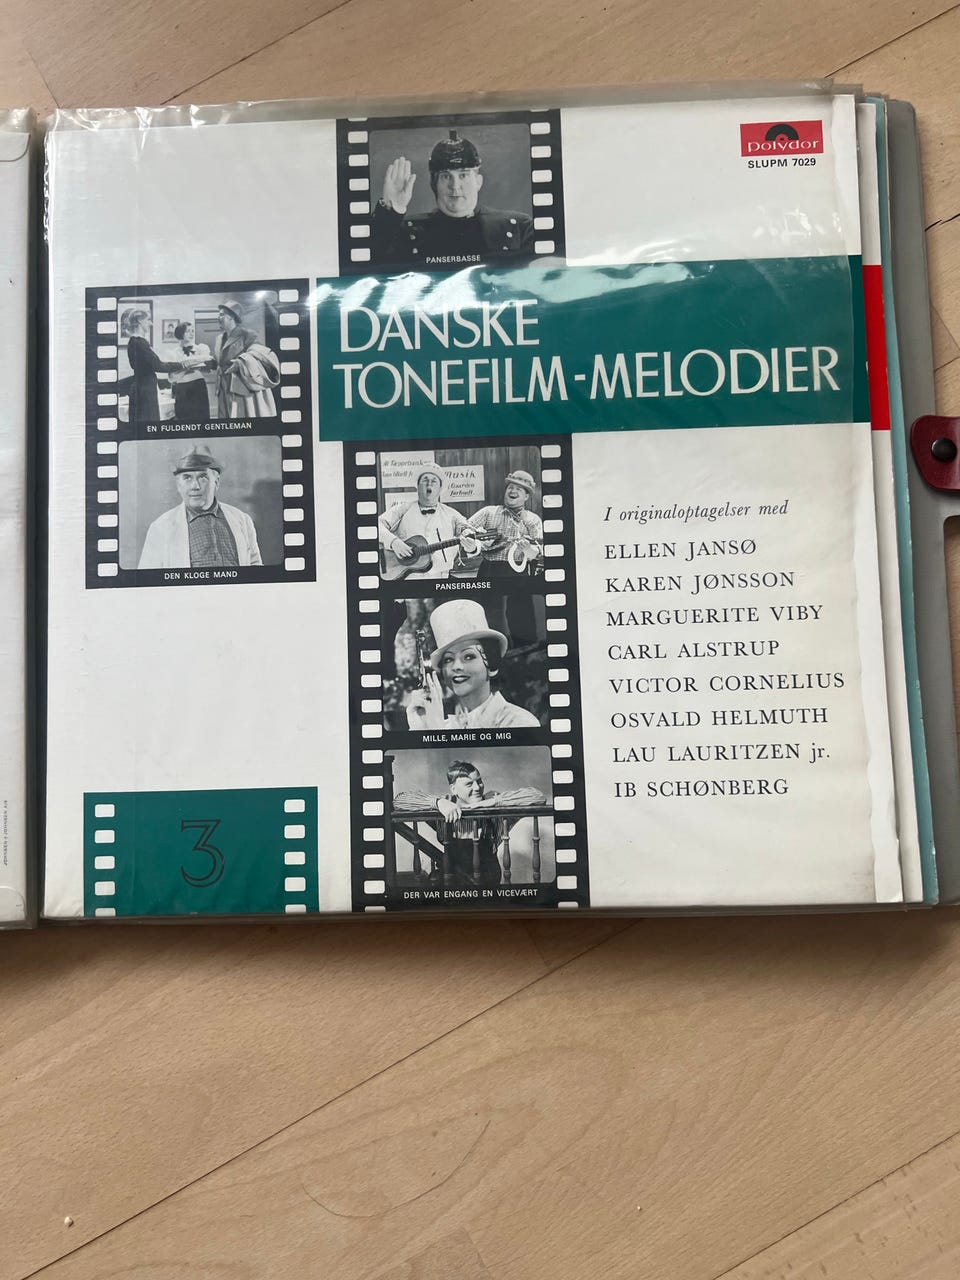 polydor
SLUPM 7029
PANSERBASSE
DANSKE
TONEFILM-MELODIER
EN FULDENDT GENTLEMAN
DEN KLOGE MAND
Musik
PANSERBASSE
MILLE, MARIE OG MIG
DER VAR ENGANG EN VICEVÆRT
3
I originaloptagelser med
ELLEN JANSØ
KAREN JØNSSON
MARGUERITE VIBY
CARL ALSTRUP
VICTOR CORNELIUS
OSVALD HELMUTH
LAU LAURITZEN jr.
IB SCHØNBERG